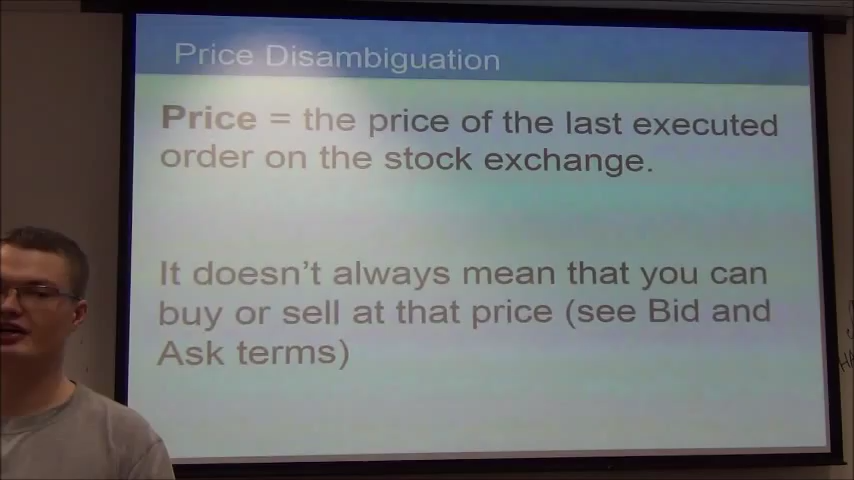 Price Disambiguation
Price = the price of the last executed
order on the stock exchange.
It doesn't always mean that you can
buy or sell at that price (see Bid and
Ask terms)